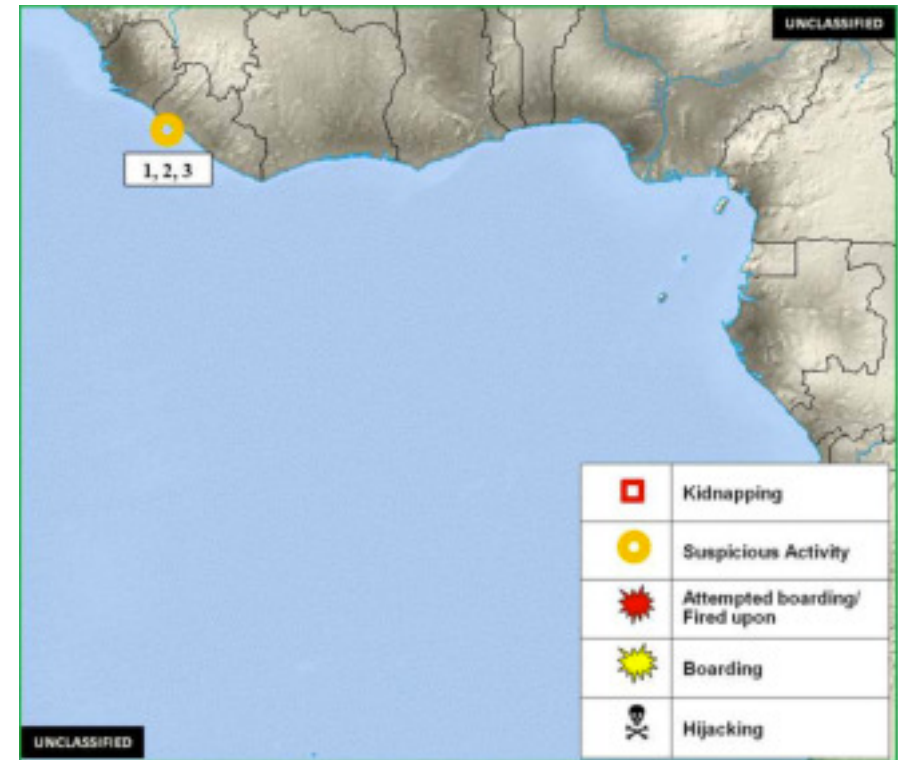 UNCLASSIFIED
1, 2, 3
Kidnapping
Suspicious Activity
Attempted boarding/
Fired upon
Boarding
Hijacking
UNCLASSIFIED